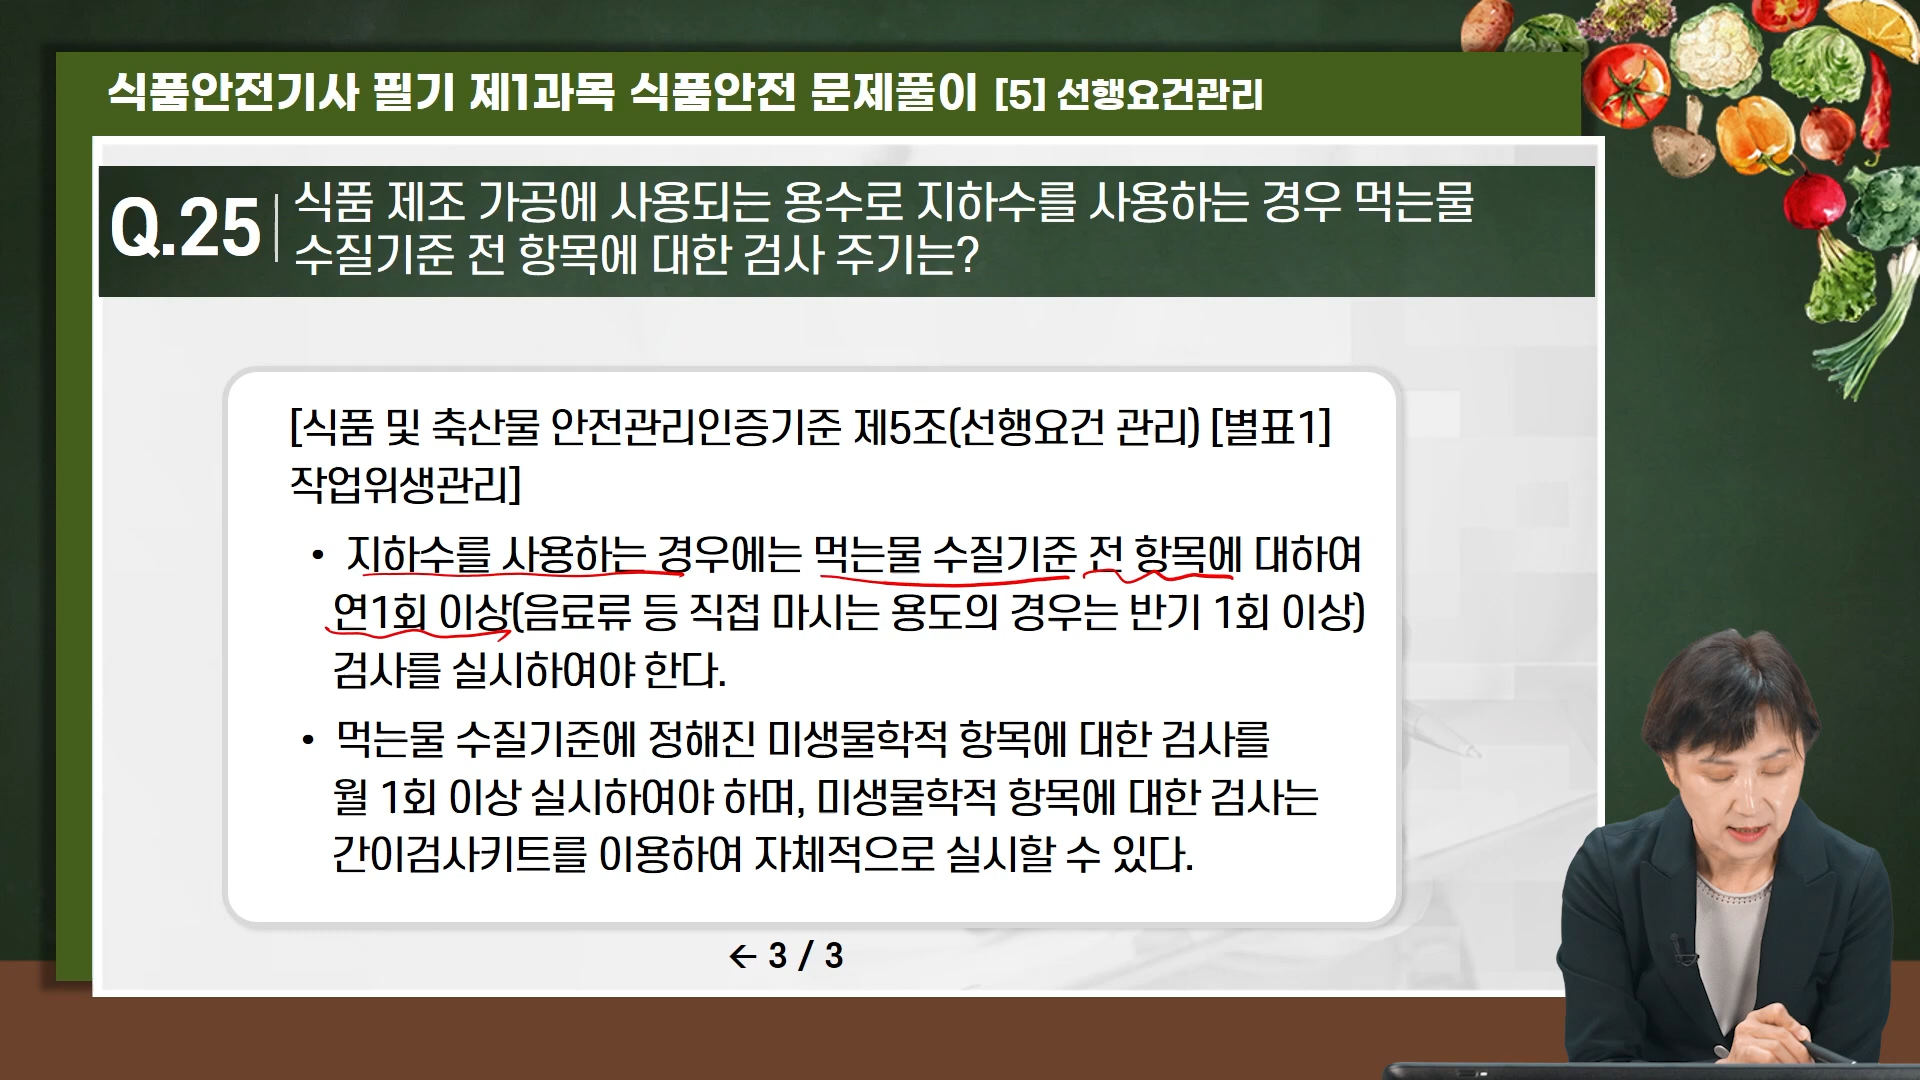 식품안전기사 필기 제1과목 식품안전 문제풀이 [5] 선행요건관리
Q.25
식품 제조 가공에 사용되는 용수로 지하수를 사용하는 경우 먹는물
수질기준 전 항목에 대한 검사 주기는?
[식품 및 축산물 안전관리인증기준 제5조(선행요건 관리) [별표1]
작업위생관리]
• 지하수를 사용하는 경우에는 먹는물 수질기준 전 항목에 대하여
연1회 이상(음료류 등 직접 마시는 용도의 경우는 반기 1회 이상)
검사를 실시하여야 한다.
• 먹는물 수질기준에 정해진 미생물학적 항목에 대한 검사를
월 1회 이상 실시하여야 하며, 미생물학적 항목에 대한 검사는
간이검사키트를 이용하여 자체적으로 실시할 수 있다.
← 3 / 3